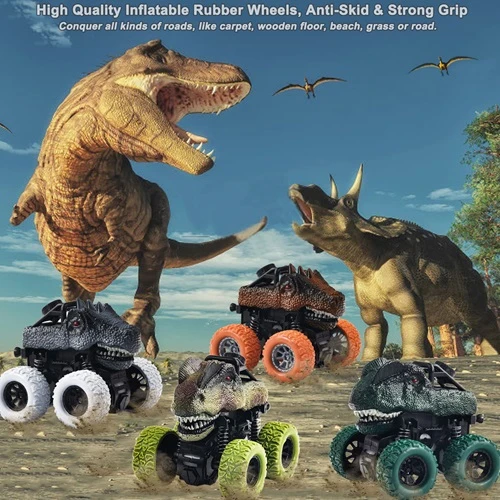 High Quality Inflatable Rubber Wheels, Anti-Skid & Strong Grip
Conquer all kinds of roads, like carpet, wooden floor, beach, grass or road.